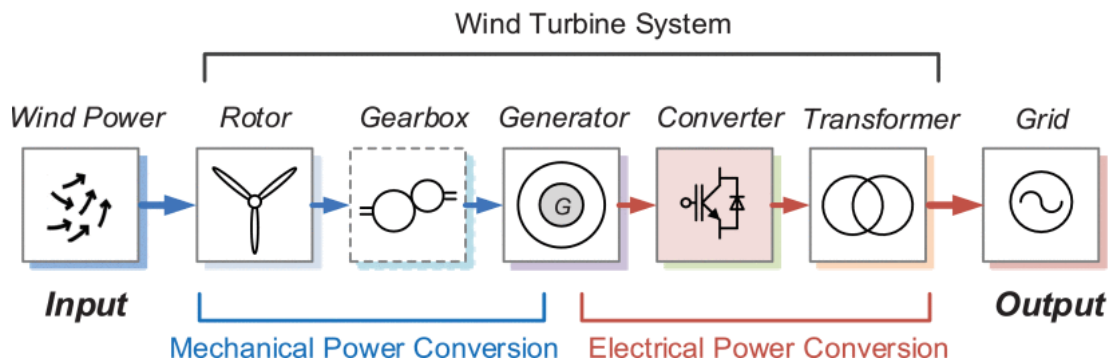 Wind Turbine System
Wind Power Rotor Gearbox Generator Converter Transformer Grid
G
Input Output
Mechanical Power Conversion Electrical Power Conversion